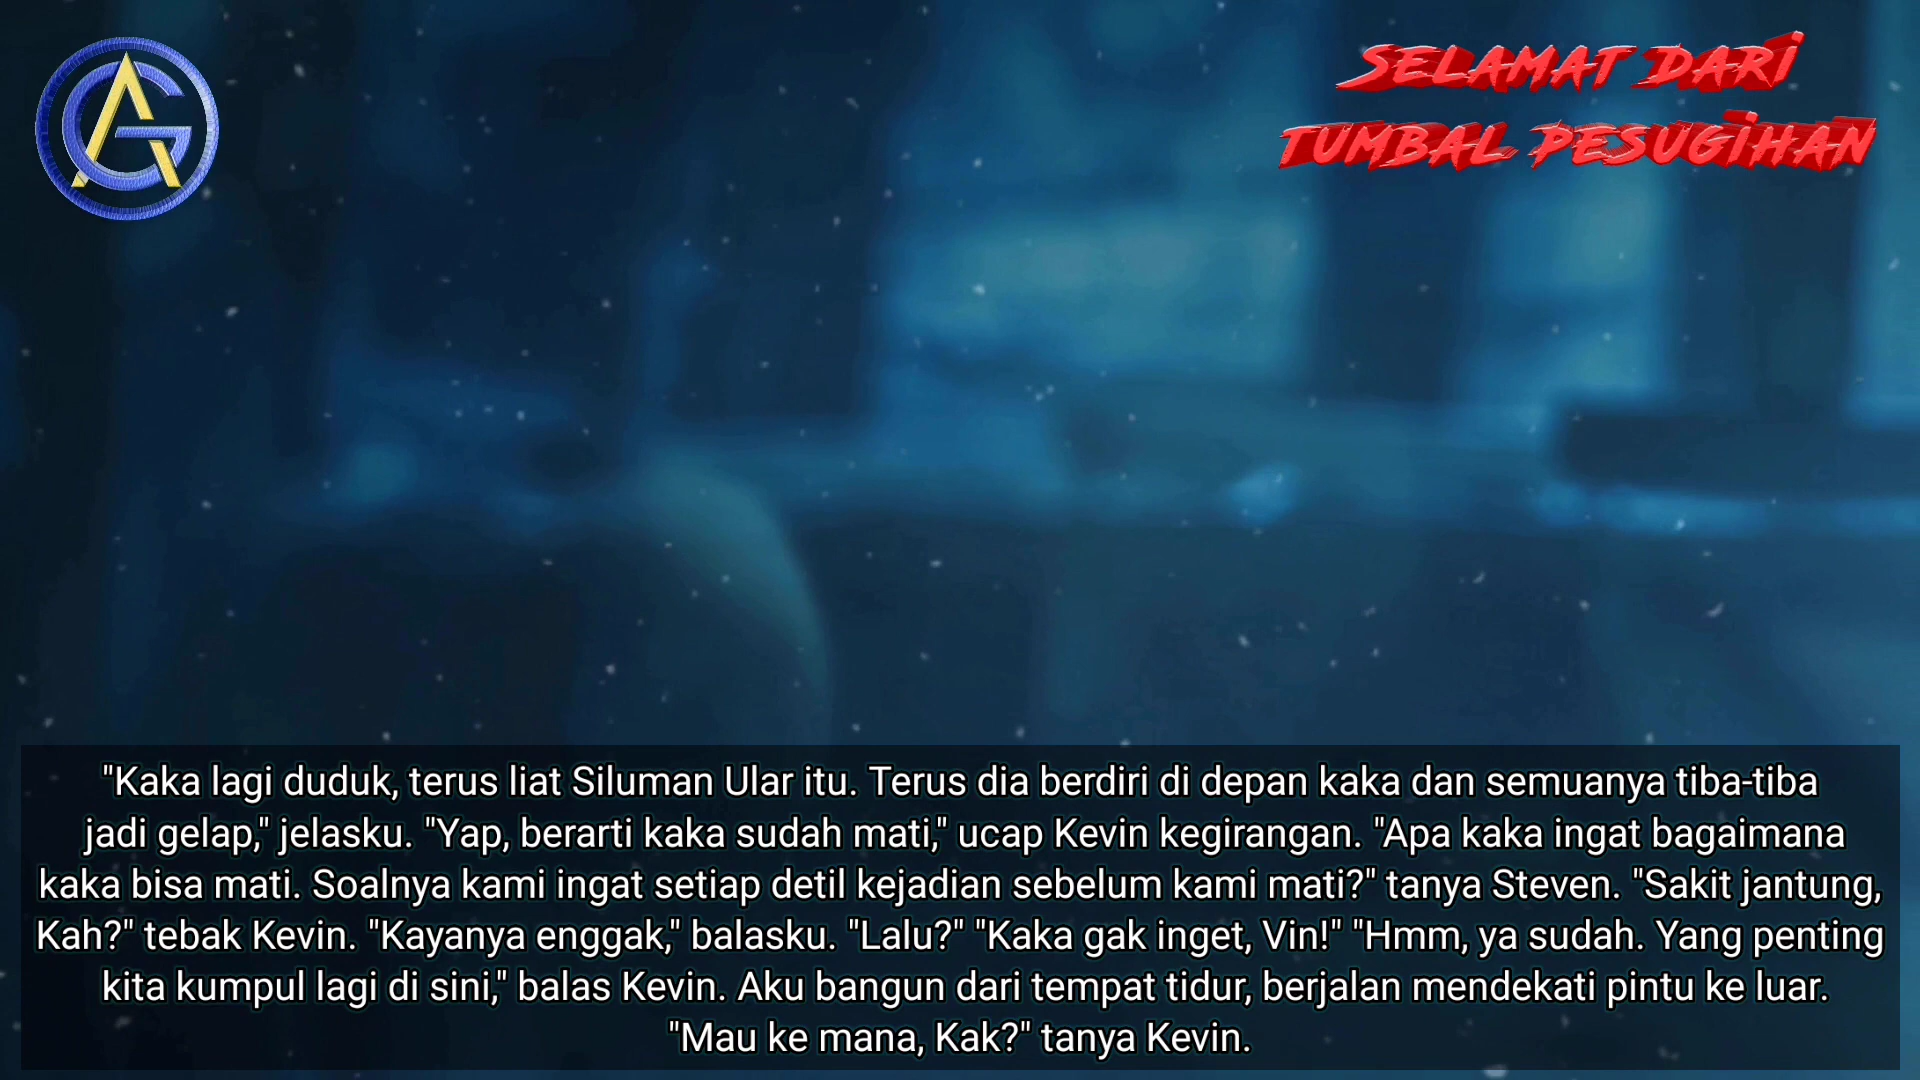 SELAMAT DARI
TUMBAL PESUGIHAN
"Kaka lagi duduk, terus liat Siluman Ular itu. Terus dia berdiri di depan kaka dan semuanya tiba-tiba
jadi gelap," jelasku. "Yap, berarti kaka sudah mati," ucap Kevin kegirangan. "Apa kaka ingat bagaimana
kaka bisa mati. Soalnya kami ingat setiap detil kejadian sebelum kami mati?" tanya Steven. "Sakit jantung,
Kah?" tebak Kevin. "Kayanya enggak," balasku. "Lalu?" "Kaka gak inget, Vin!" "Hmm, ya sudah. Yang penting
kita kumpul lagi di sini," balas Kevin. Aku bangun dari tempat tidur, berjalan mendekati pintu ke luar.
"Mau ke mana, Kak?" tanya Kevin.